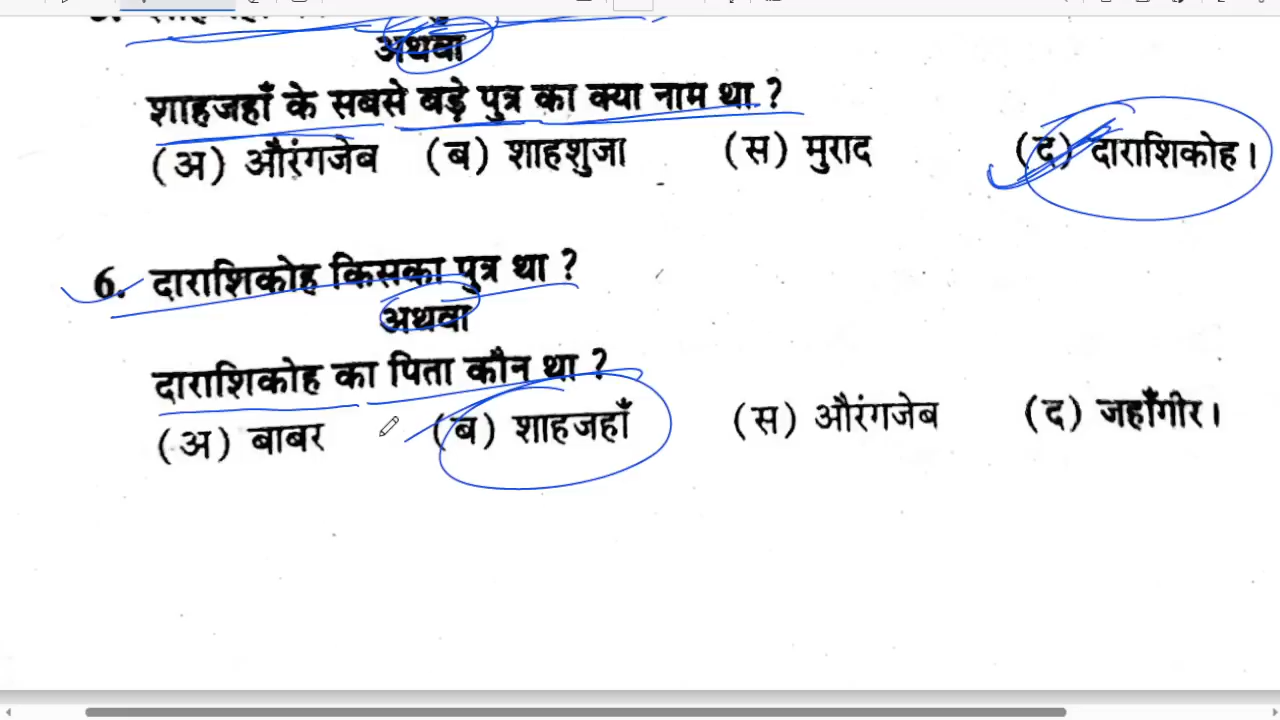 अथवा
शाहजहाँ के सबसे बड़े पुत्र का क्या नाम था ?
(अ) औरंगजेब (ब) शाहशुजा (स) मुराद (द) दाराशिकोह।
6. दाराशिकोह किसका पुत्र था ?
अथवा
दाराशिकोह का पिता कौन था ?
(अ) बाबर (ब) शाहजहाँ (स) औरंगजेब (द) जहाँगीर।